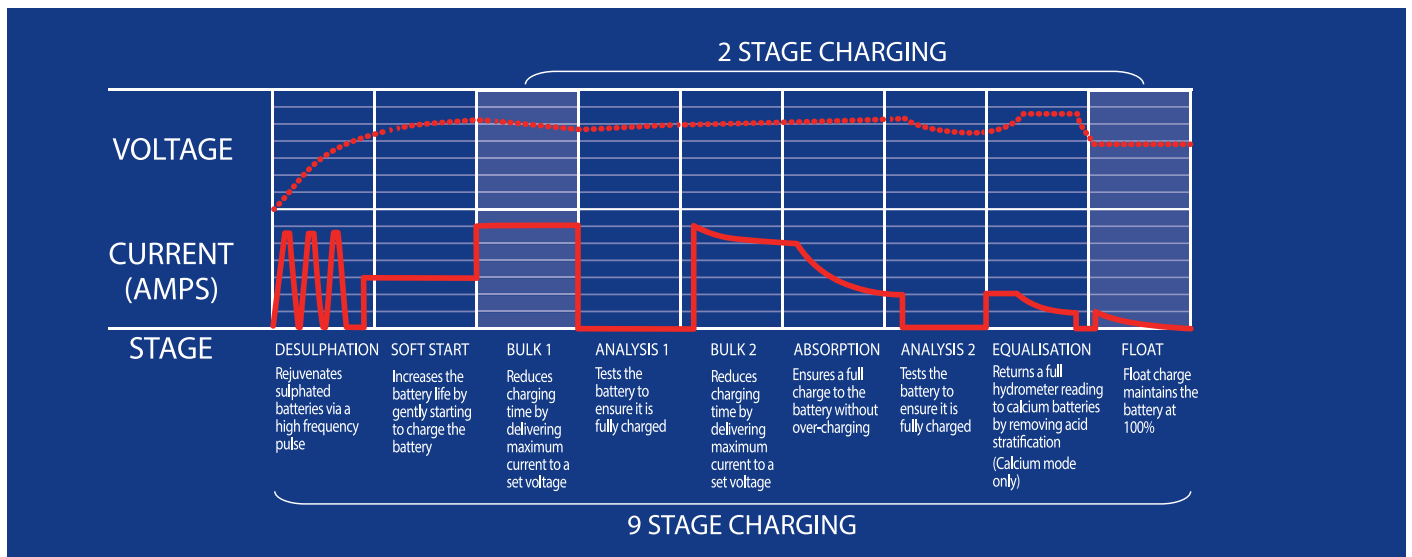 2 STAGE CHARGING
VOLTAGE
CURRENT
(AMPS)
STAGE
DESULPHATION
Rejuvenates
sulphated
batteries via a
high frequency
pulse
SOFT START
Increases the
battery life by
gently starting
to charge the
battery
BULK 1
Reduces
charging
time by
delivering
maximum
current to a
set voltage
ANALYSIS 1
Tests the
battery to
ensure it is
fully charged
BULK 2
Reduces
charging
time by
delivering
maximum
current to a
set voltage
ABSORPTION
Ensures a full
charge to the
battery without
over-charging
ANALYSIS 2
Tests the
battery to
ensure it is
fully charged
EQUALISATION
Returns a full
hydrometer reading
to calcium batteries
by removing acid
stratification
(Calcium mode
only)
FLOAT
Float charge
maintains the
battery at
100%
9 STAGE CHARGING